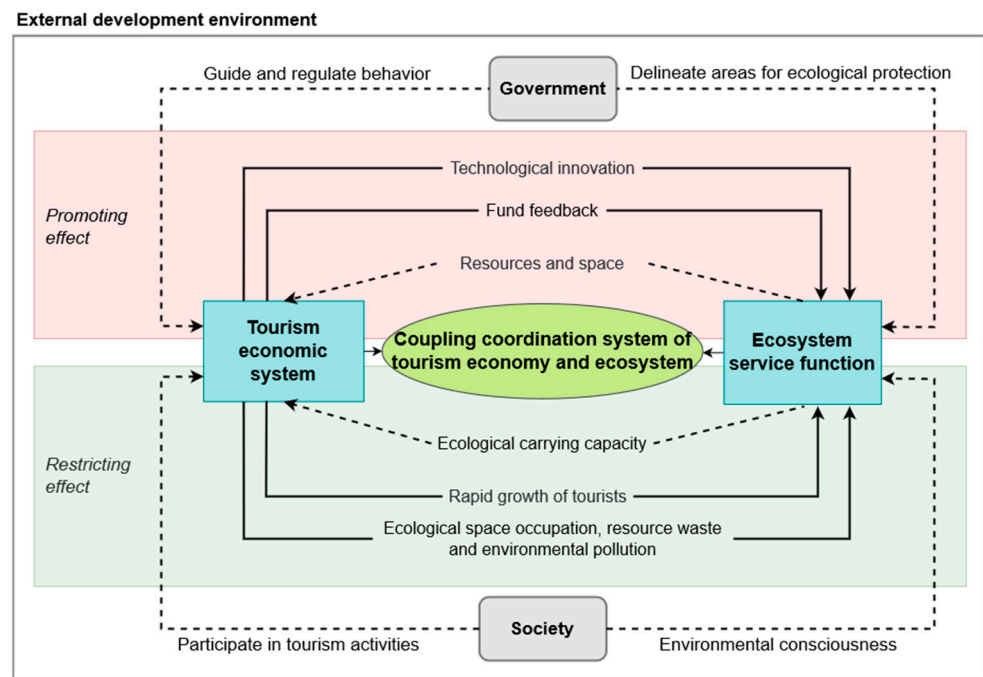 External development environment
Guide and regulate behavior
Government
Delineate areas for ecological protection
Technological innovation
Promoting
effect
Fund feedback
Resources and space
Tourism
economic
system
Coupling coordination system of
tourism economy and ecosystem
Ecosystem
service function
Ecological carrying capacity
Restricting
effect
Rapid growth of tourists
Ecological space occupation, resource waste
and environmental pollution
Society
Participate in tourism activities
Environmental consciousness